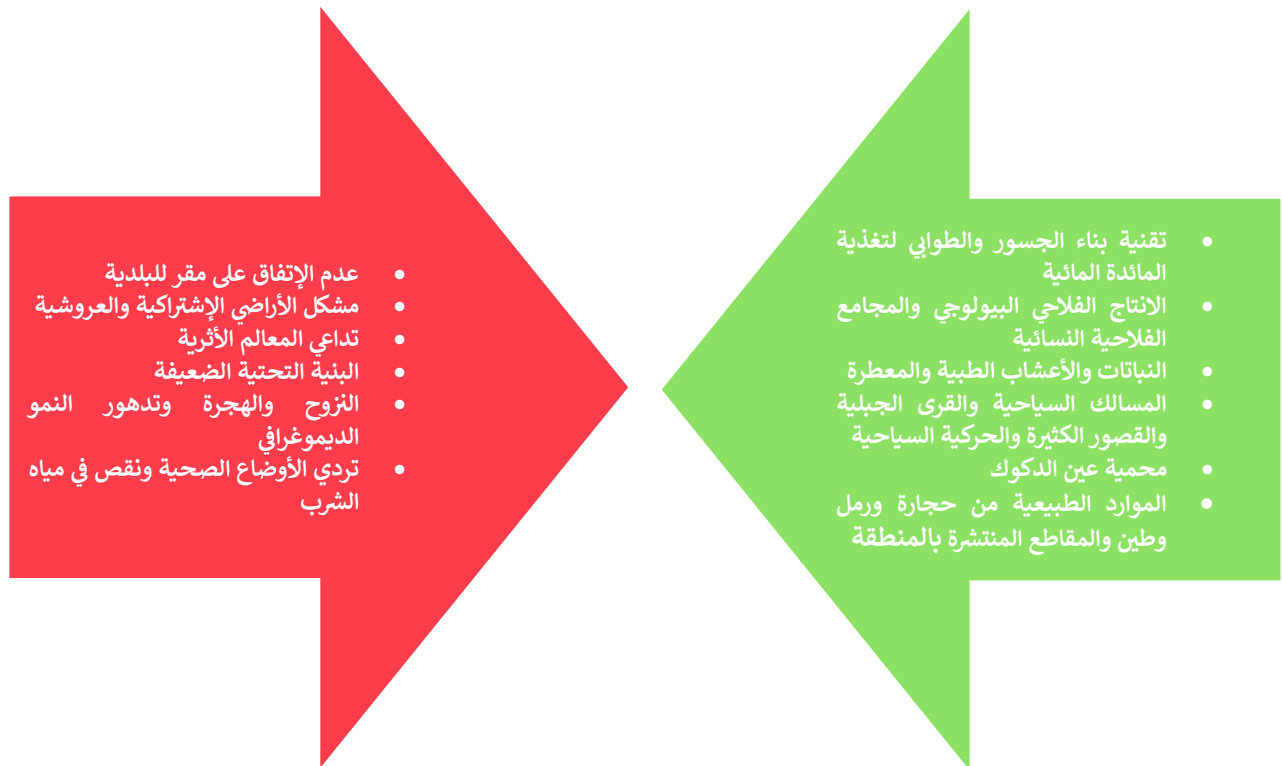 • تقنية بناء الجسور والطوابي لتغذية
المائدة المائية
• الانتاج الفلاحي البيولوجي والمجامع
الفلاحية النسائية
• النباتات والأعشاب الطبية والمعطرة
• المسالك السياحية والقرى الجبلية
والقصور الكثيرة والحركية السياحية
• محمية عين الدكوك
• الموارد الطبيعية من حجارة ورمل
وطين والمقاطع المنتشرة بالمنطقة
• عدم الإتفاق على مقر للبلدية
• مشكل الأراضي الإشتراكية والعروشية
• تداعي المعالم الأثرية
• البنية التحتية الضعيفة
• النزوح والهجرة وتدهور النمو
الديموغرافي
• تردي الأوضاع الصحية ونقص في مياه
الشرب